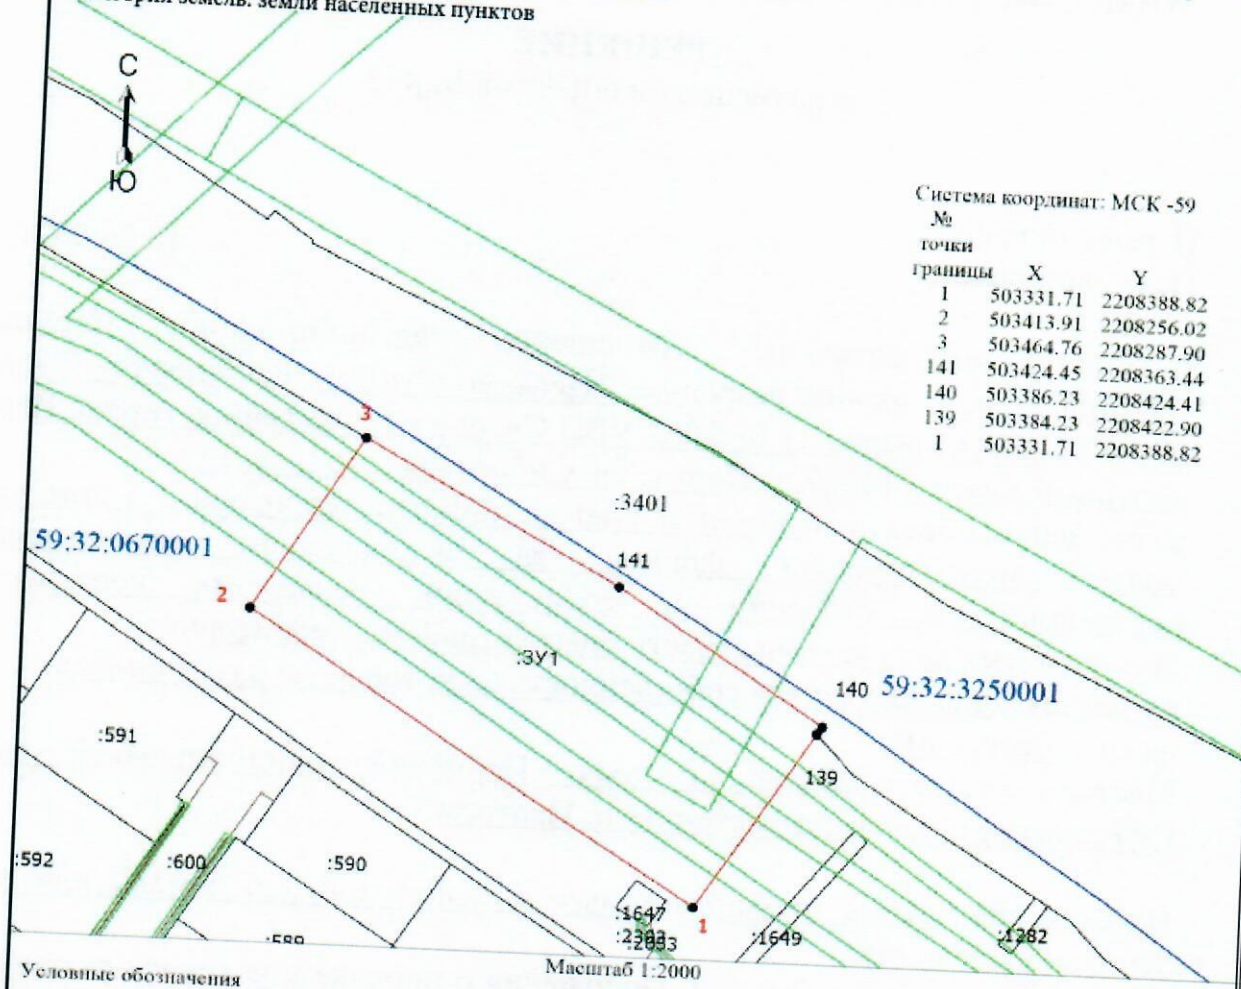 земель: земли населенных пунктов
С
Ю
Система координат: МСК -59
№
точки
границы X Y
1 503331.71 2208388.82
2 503413.91 2208256.02
3 503464.76 2208287.90
141 503424.45 2208363.44
140 503386.23 2208424.41
139 503384.23 2208422.90
1 503331.71 2208388.82
3
:3401
59:32:0670001
141
2
:ЗУ1
140 59:32:3250001
:591
139
:592
:600
:590
:1647
1
:589
:1649
:1282
Масштаб 1:2000
Условные обозначения